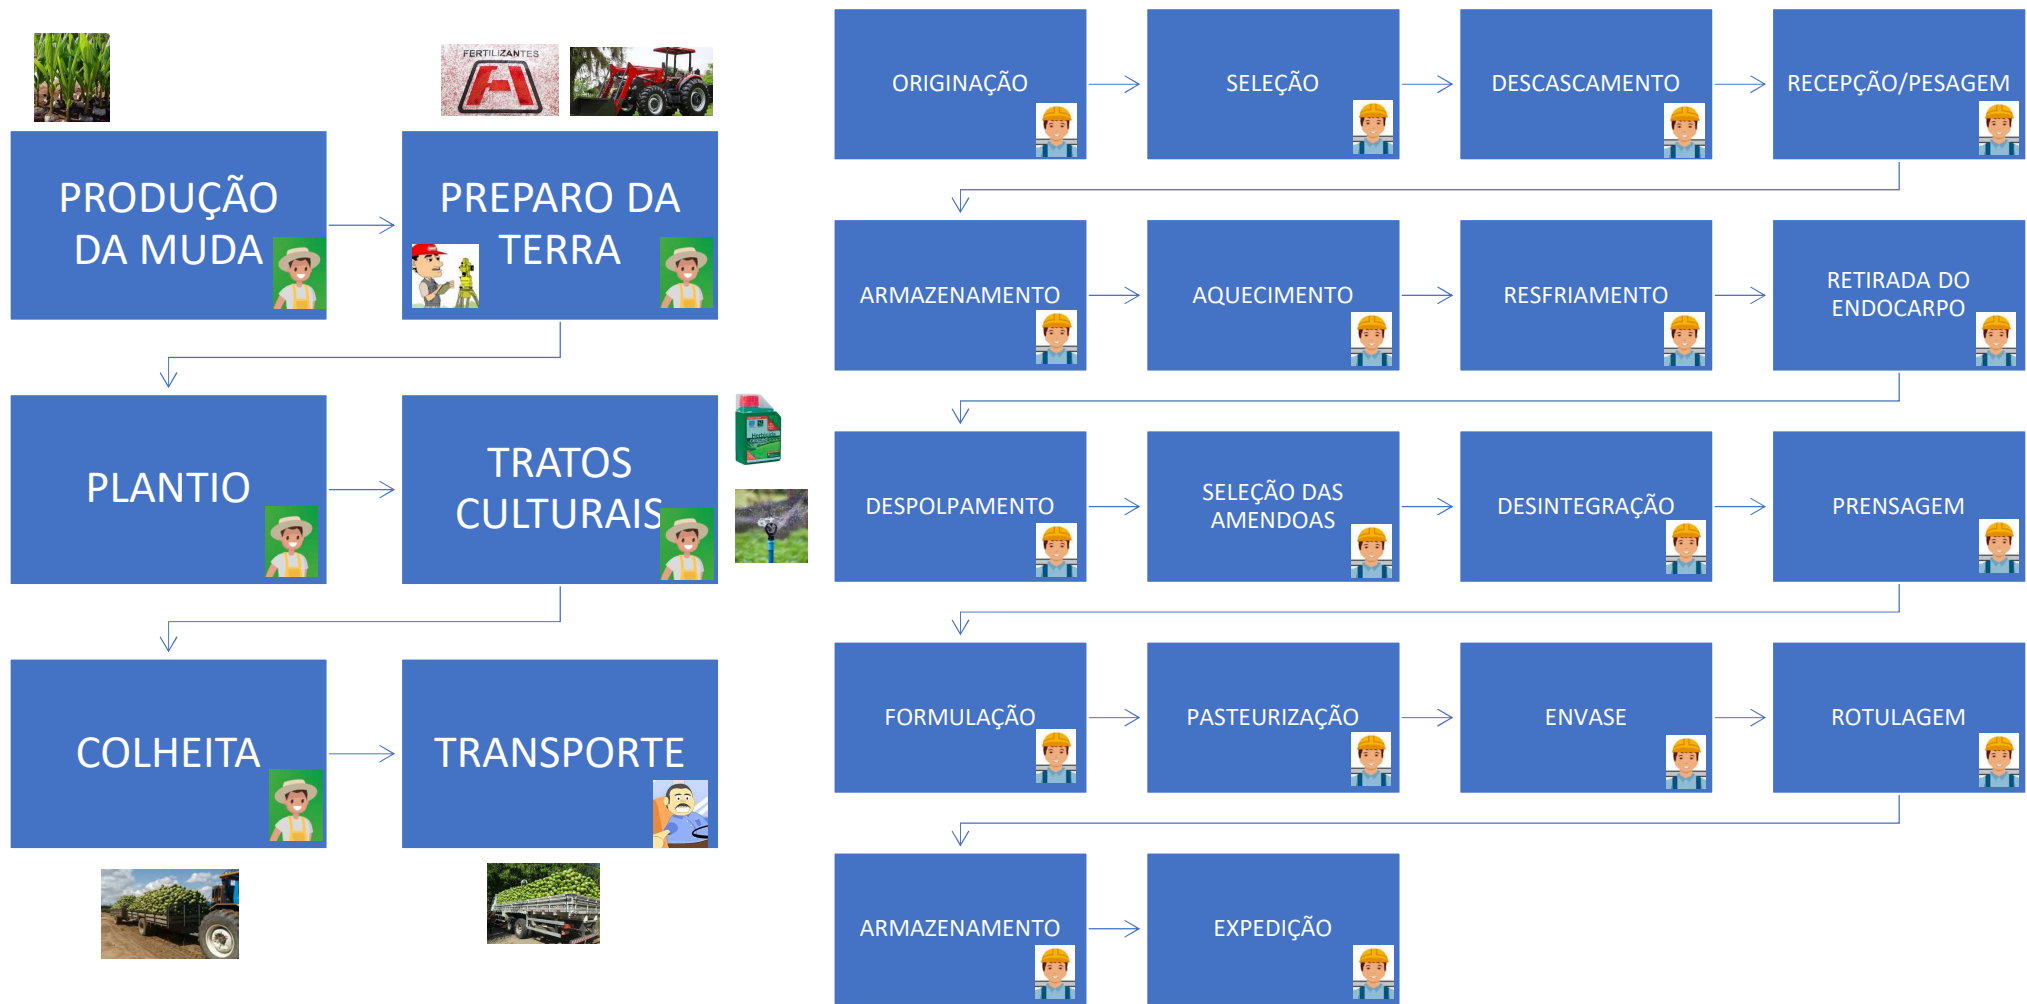 FERTILIZANTES
PRODUÇÃO
DA MUDA
PREPARO DA
TERRA
PLANTIO
TRATOS
CULTURAIS
COLHEITA
TRANSPORTE
ORIGINAÇÃO
SELEÇÃO
DESCASCAMENTO
RECEPÇÃO/PESAGEM
ARMAZENAMENTO
AQUECIMENTO
RESFRIAMENTO
RETIRADA DO
ENDOCARPO
DESPOLPAMENTO
SELEÇÃO DAS
AMENDOAS
DESINTEGRAÇÃO
PRENSAGEM
FORMULAÇÃO
PASTEURIZAÇÃO
ENVASE
ROTULAGEM
ARMAZENAMENTO
EXPEDIÇÃO